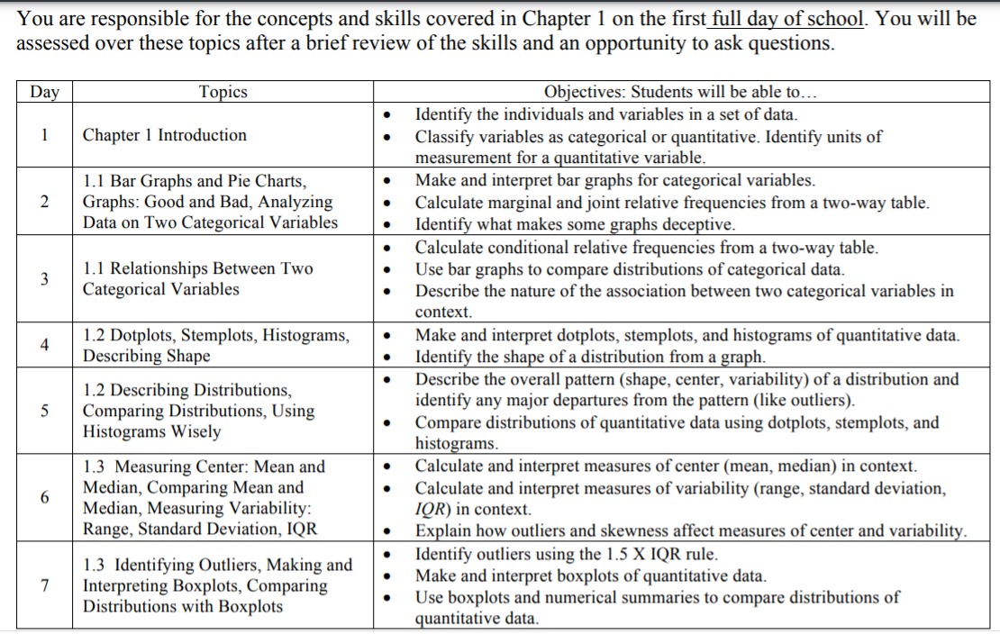 You are responsible for the concepts and skills covered in Chapter 1 on the first full day of school. You will be
assessed over these topics after a brief review of the skills and an opportunity to ask questions.
Day Topics Objectives: Students will be able to…
1 Chapter 1 Introduction
• Identify the individuals and variables in a set of data.
• Classify variables as categorical or quantitative. Identify units of
measurement for a quantitative variable.
2
1.1 Bar Graphs and Pie Charts,
Graphs: Good and Bad, Analyzing
Data on Two Categorical Variables
• Make and interpret bar graphs for categorical variables.
• Calculate marginal and joint relative frequencies from a two-way table.
• Identify what makes some graphs deceptive.
3
1.1 Relationships Between Two
Categorical Variables
• Calculate conditional relative frequencies from a two-way table.
• Use bar graphs to compare distributions of categorical data.
• Describe the nature of the association between two categorical variables in
context.
4
1.2 Dotplots, Stemplots, Histograms,
Describing Shape
• Make and interpret dotplots, stemplots, and histograms of quantitative data.
• Identify the shape of a distribution from a graph.
5
1.2 Describing Distributions,
Comparing Distributions, Using
Histograms Wisely
• Describe the overall pattern (shape, center, variability) of a distribution and
identify any major departures from the pattern (like outliers).
• Compare distributions of quantitative data using dotplots, stemplots, and
histograms.
6
1.3 Measuring Center: Mean and
Median, Comparing Mean and
Median, Measuring Variability:
Range, Standard Deviation, IQR
• Calculate and interpret measures of center (mean, median) in context.
• Calculate and interpret measures of variability (range, standard deviation,
IQR) in context.
• Explain how outliers and skewness affect measures of center and variability.
7
1.3 Identifying Outliers, Making and
Interpreting Boxplots, Comparing
Distributions with Boxplots
• Identify outliers using the 1.5 X IQR rule.
• Make and interpret boxplots of quantitative data.
• Use boxplots and numerical summaries to compare distributions of
quantitative data.